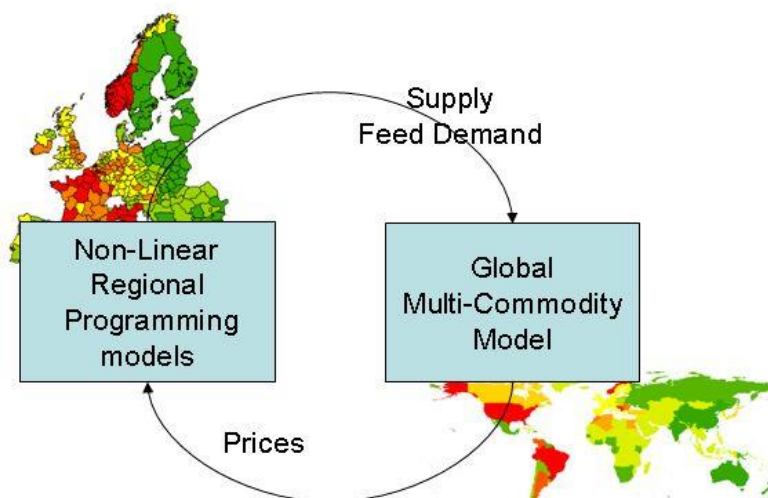 Supply
Feed Demand
Non-Linear
Regional
Programming
models
Global
Multi-Commodity
Model
Prices